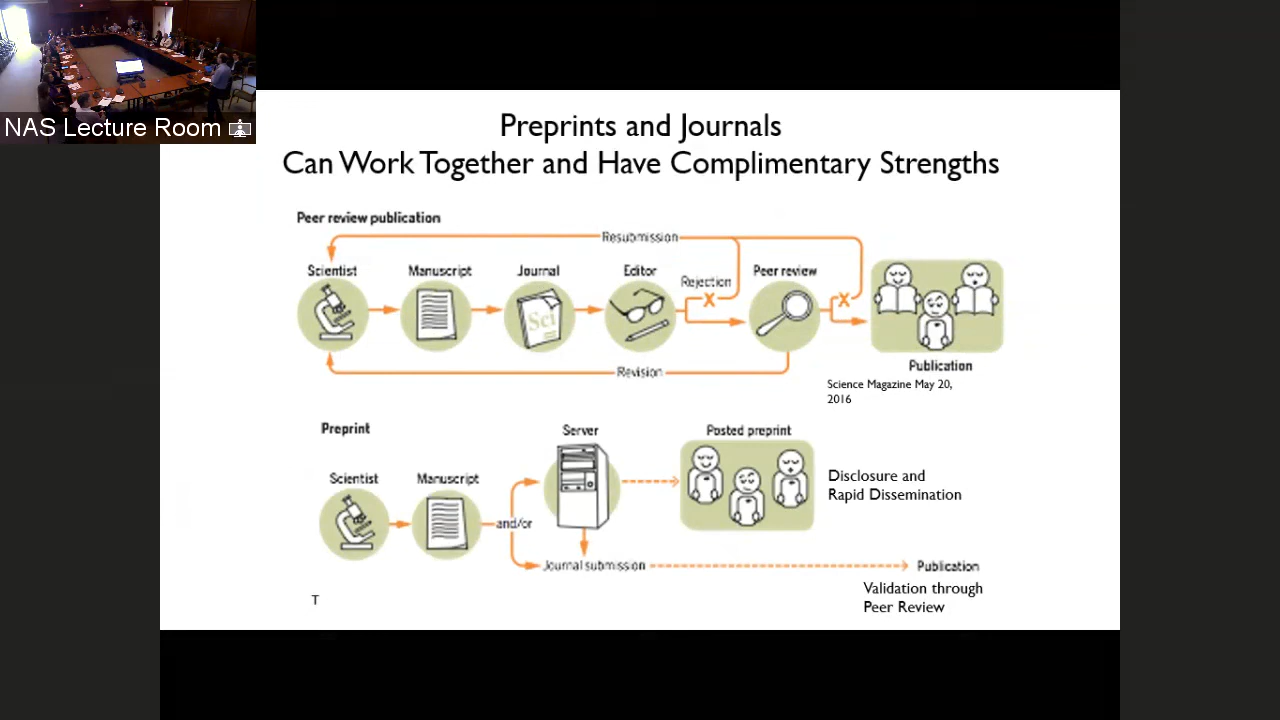 NAS Lecture Room
Preprints and Journals
Can Work Together and Have Complimentary Strengths
Peer review publication
Resubmission
Scientist
Manuscript
Journal
Editor
Rejection
Peer review
X
X
Sci
Revision
Publication
Science Magazine May 20,
2016
Preprint
Server
Posted preprint
Scientist
Manuscript
and/or
Disclosure and
Rapid Dissemination
Journal submission
Publication
Validation through
Peer Review
T